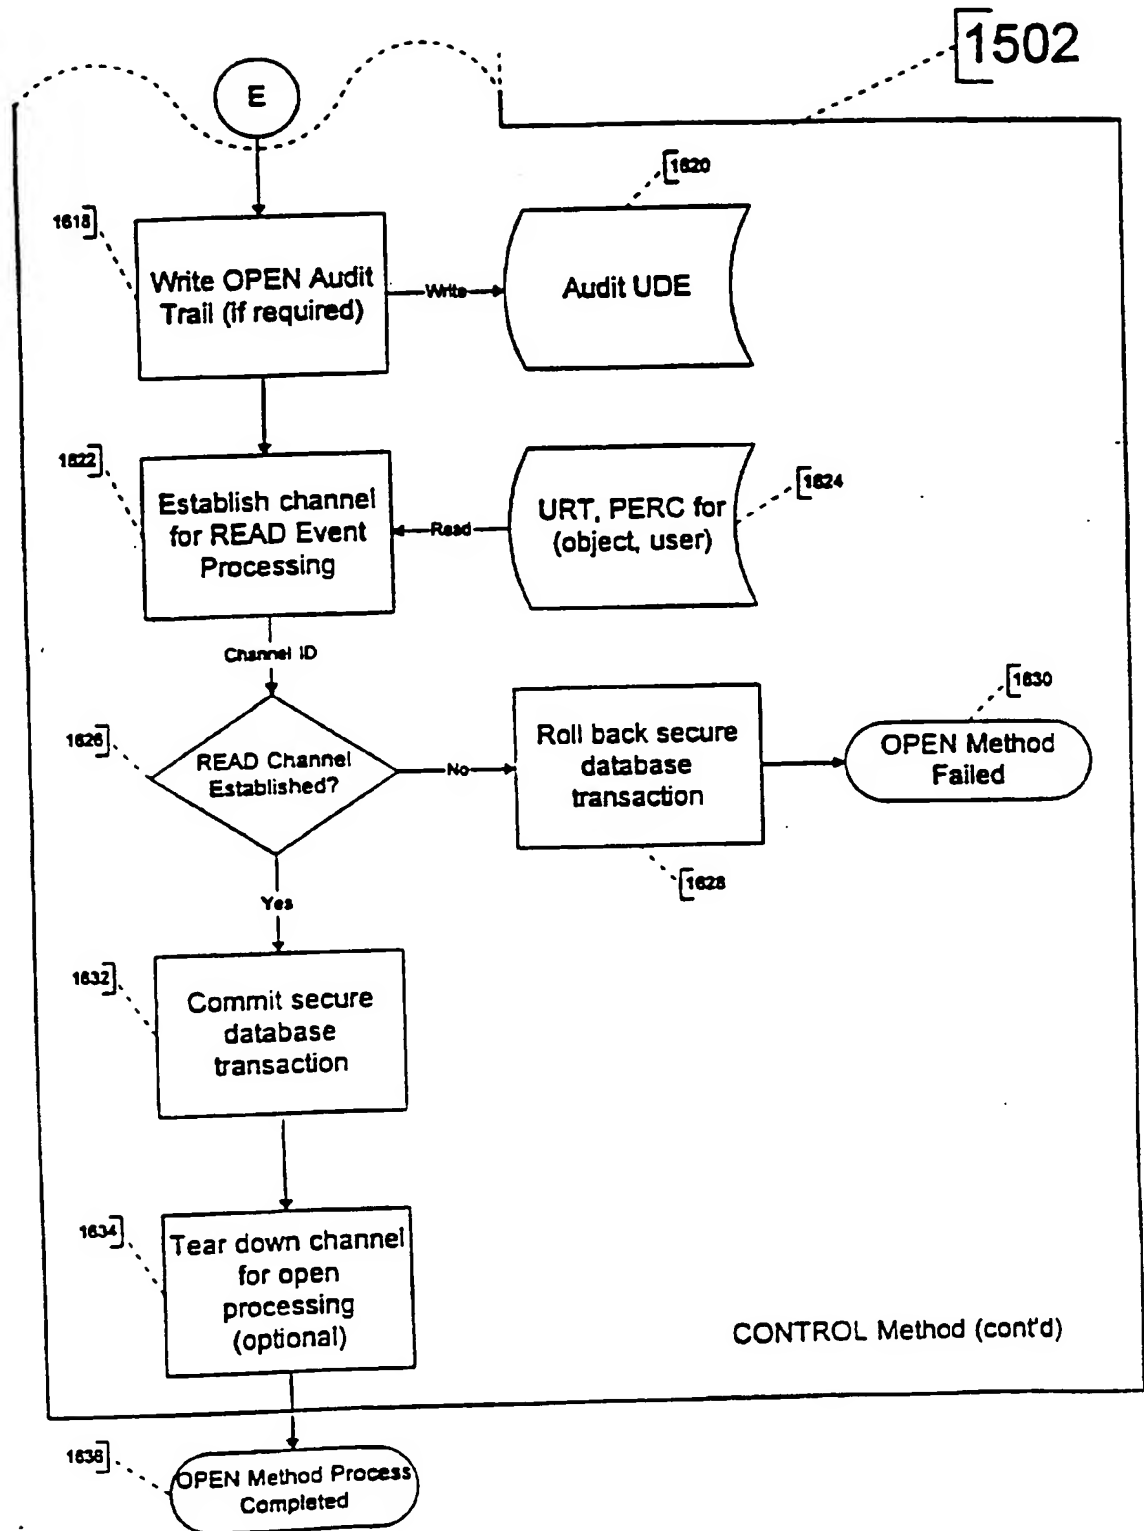 1502
E
1618
Write OPEN Audit
Trail (if required)
Write
1620
Audit UDE
1622
Establish channel
for READ Event
Processing
Read
URT, PERC for
(object, user)
1624
Channel ID
1626
READ Channel
Established?
No
Roll back secure
database
transaction
1628
1630
OPEN Method
Failed
Yes
1632
Commit secure
database
transaction
1634
Tear down channel
for open
processing
(optional)
CONTROL Method (cont'd)
1636
OPEN Method Process
Completed